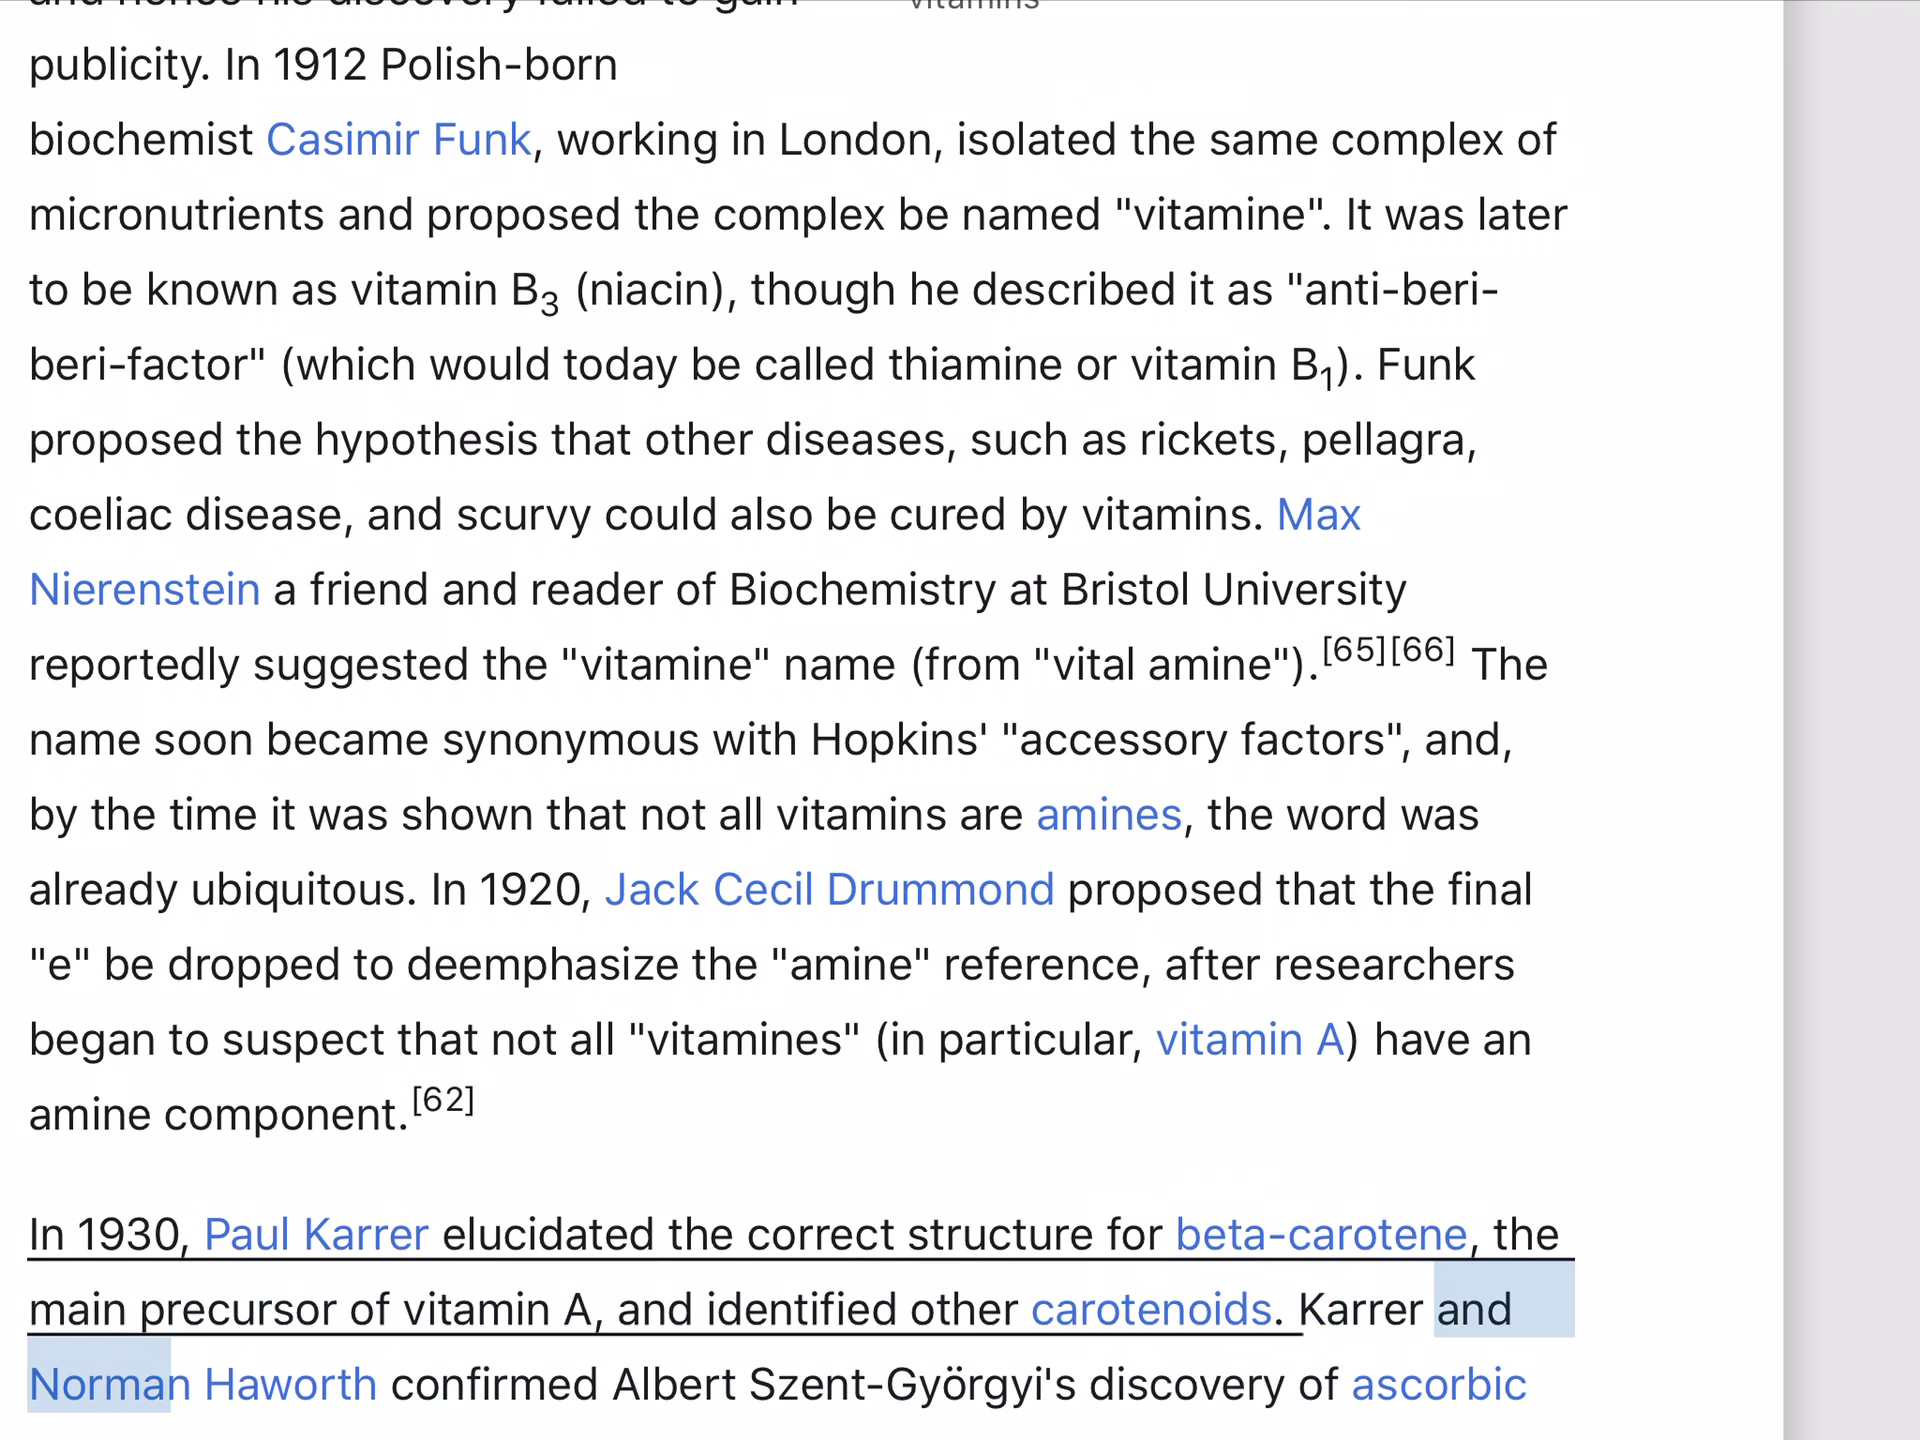 and hence his discovery failed to gain
vitamins
publicity. In 1912 Polish-born
biochemist Casimir Funk, working in London, isolated the same complex of
micronutrients and proposed the complex be named "vitamine". It was later
to be known as vitamin B₃ (niacin), though he described it as "anti-beri-
beri-factor" (which would today be called thiamine or vitamin B₁). Funk
proposed the hypothesis that other diseases, such as rickets, pellagra,
coeliac disease, and scurvy could also be cured by vitamins. Max
Nierenstein a friend and reader of Biochemistry at Bristol University
reportedly suggested the "vitamine" name (from "vital amine").[65][66] The
name soon became synonymous with Hopkins' "accessory factors", and,
by the time it was shown that not all vitamins are amines, the word was
already ubiquitous. In 1920, Jack Cecil Drummond proposed that the final
"e" be dropped to deemphasize the "amine" reference, after researchers
began to suspect that not all "vitamines" (in particular, vitamin A) have an
amine component.[62]
In 1930, Paul Karrer elucidated the correct structure for beta-carotene, the
main precursor of vitamin A, and identified other carotenoids. Karrer and
Norman Haworth confirmed Albert Szent-Györgyi's discovery of ascorbic